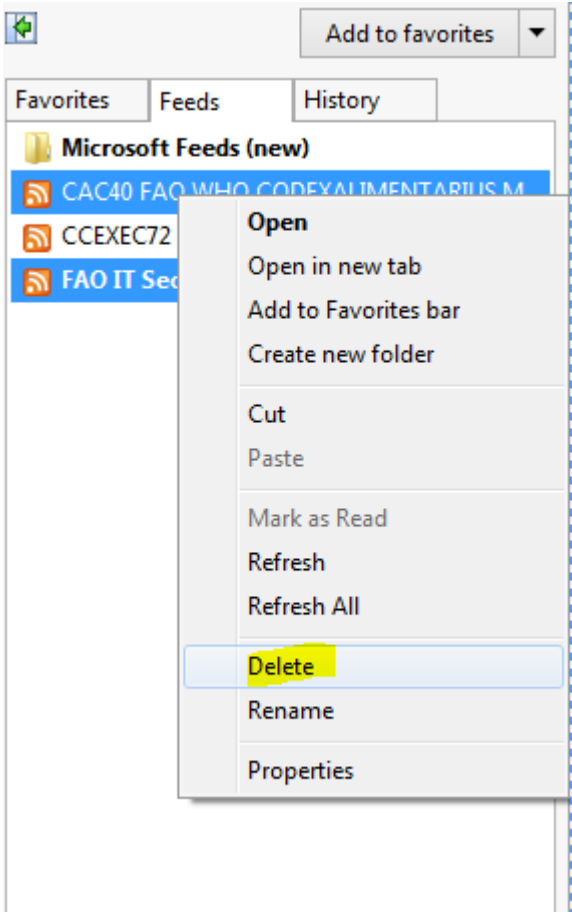 Add to favorites
Favorites Feeds History
Microsoft Feeds (new)
CAC40 FAO WHO CODEXALIMENTARIUS M
CCEXEC72
FAO IT Sec
Open
Open in new tab
Add to Favorites bar
Create new folder
Cut
Paste
Mark as Read
Refresh
Refresh All
Delete
Rename
Properties